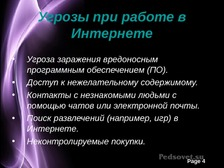 Угрозы при работе в
Интернете
• Угроза заражения вредоносным
программным обеспечением (ПО).
• Доступ к нежелательному содержимому.
• Контакты с незнакомыми людьми с
помощью чатов или электронной почты.
• Поиск развлечений (например, игр) в
Интернете.
• Неконтролируемые покупки.
Page 4
Pedsovet.su